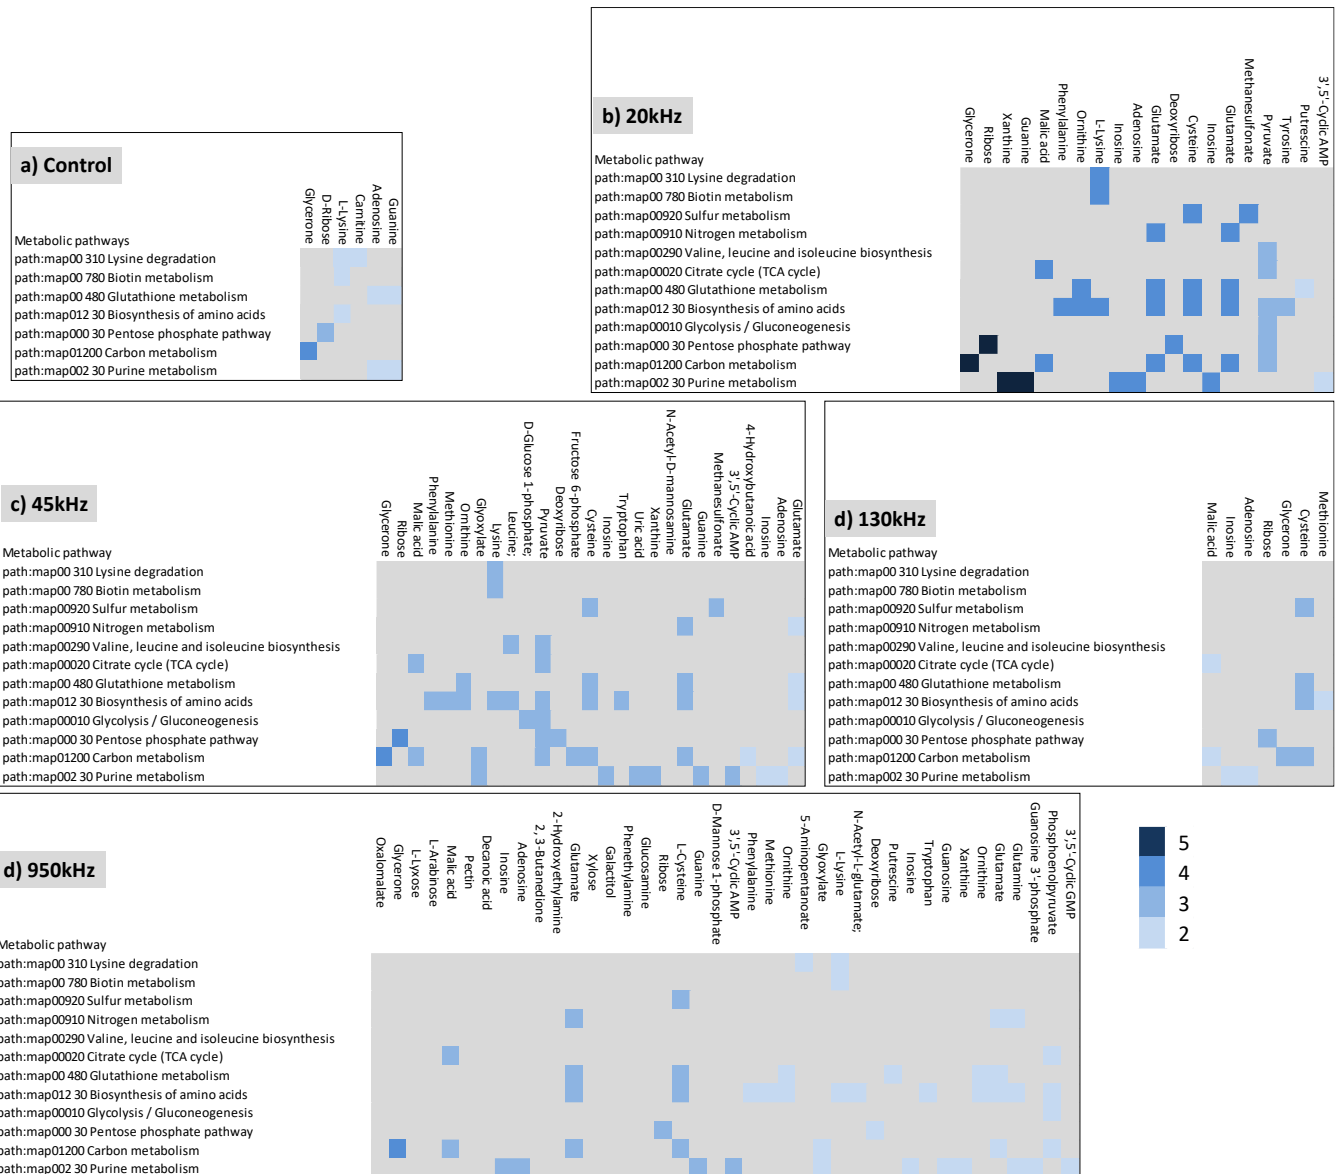 a) Control
Glycerone
D-Ribose
L-Lysine
Carnitine
Adenosine
Guanine
Metabolic pathways
path:map00 310 Lysine degradation
path:map00 780 Biotin metabolism
path:map00 480 Glutathione metabolism
path:map012 30 Biosynthesis of amino acids
path:map000 30 Pentose phosphate pathway
path:map01200 Carbon metabolism
path:map002 30 Purine metabolism
b) 20kHz
Glycerone
Ribose
Xanthine
Guanine
Malic acid
Phenylalanine
Ornithine
L-Lysine
Inosine
Adenosine
Glutamate
Deoxyribose
Cysteine
Inosine
Glutamate
Methanesulfonate
Pyruvate
Tyrosine
Putrescine
3',5'-Cyclic AMP
Metabolic pathway
path:map00 310 Lysine degradation
path:map00 780 Biotin metabolism
path:map00920 Sulfur metabolism
path:map00910 Nitrogen metabolism
path:map00290 Valine, leucine and isoleucine biosynthesis
path:map00020 Citrate cycle (TCA cycle)
path:map00 480 Glutathione metabolism
path:map012 30 Biosynthesis of amino acids
path:map00010 Glycolysis / Gluconeogenesis
path:map000 30 Pentose phosphate pathway
path:map01200 Carbon metabolism
path:map002 30 Purine metabolism
c) 45kHz
Glycerone
Ribose
Malic acid
Phenylalanine
Methionine
Ornithine
Glyoxylate
Lysine
Leucine;
D-Glucose 1-phosphate;
Pyruvate
Deoxyribose
Fructose 6-phosphate
Cysteine
Inosine
Tryptophan
Uric acid
Xanthine
N-Acetyl-D-mannosamine
Glutamate
Guanine
Methanesulfonate
3',5'-Cyclic AMP
4-Hydroxybutanoic acid
Inosine
Adenosine
Glutamate
Metabolic pathway
path:map00 310 Lysine degradation
path:map00 780 Biotin metabolism
path:map00920 Sulfur metabolism
path:map00910 Nitrogen metabolism
path:map00290 Valine, leucine and isoleucine biosynthesis
path:map00020 Citrate cycle (TCA cycle)
path:map00 480 Glutathione metabolism
path:map012 30 Biosynthesis of amino acids
path:map00010 Glycolysis / Gluconeogenesis
path:map000 30 Pentose phosphate pathway
path:map01200 Carbon metabolism
path:map002 30 Purine metabolism
d) 130kHz
Malic acid
Inosine
Adenosine
Ribose
Glycerone
Cysteine
Methionine
Metabolic pathway
path:map00 310 Lysine degradation
path:map00 780 Biotin metabolism
path:map00920 Sulfur metabolism
path:map00910 Nitrogen metabolism
path:map00290 Valine, leucine and isoleucine biosynthesis
path:map00020 Citrate cycle (TCA cycle)
path:map00 480 Glutathione metabolism
path:map012 30 Biosynthesis of amino acids
path:map00010 Glycolysis / Gluconeogenesis
path:map000 30 Pentose phosphate pathway
path:map01200 Carbon metabolism
path:map002 30 Purine metabolism
d) 950kHz
Oxalomalate
Glycerone
L-Lyxose
L-Arabinose
Malic acid
Pectin
Decanoic acid
Inosine
Adenosine
2, 3-Butanedione
2-Hydroxyethylamine
Glutamate
Xylose
Galactitol
Phenethylamine
Glucosamine
Ribose
L-Cysteine
Guanine
D-Mannose 1-phosphate
3',5'-Cyclic AMP
Phenylalanine
Methionine
Ornithine
5-Aminopentanoate
Glyoxylate
L-Lysine
N-Acetyl-L-glutamate;
Deoxyribose
Putrescine
Inosine
Tryptophan
Guanosine
Xanthine
Ornithine
Glutamate
Glutamine
Guanosine 3'-phosphate
Phosphoenolpyruvate
3',5'-Cyclic GMP
Metabolic pathway
path:map00 310 Lysine degradation
path:map00 780 Biotin metabolism
path:map00920 Sulfur metabolism
path:map00910 Nitrogen metabolism
path:map00290 Valine, leucine and isoleucine biosynthesis
path:map00020 Citrate cycle (TCA cycle)
path:map00 480 Glutathione metabolism
path:map012 30 Biosynthesis of amino acids
path:map00010 Glycolysis / Gluconeogenesis
path:map000 30 Pentose phosphate pathway
path:map01200 Carbon metabolism
path:map002 30 Purine metabolism
5
4
3
2